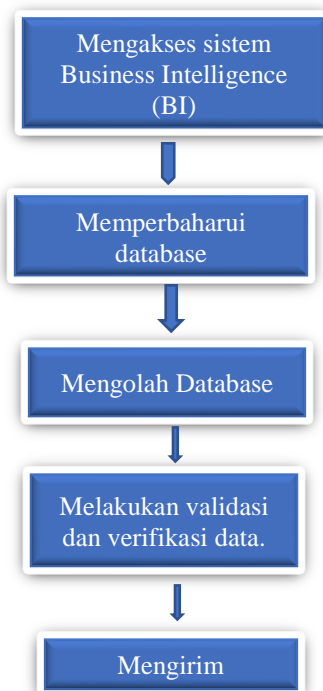 Mengakses sistem
Business Intelligence
(BI)
Memperbaharui
database
Mengolah Database
Melakukan validasi
dan verifikasi data.
Mengirim